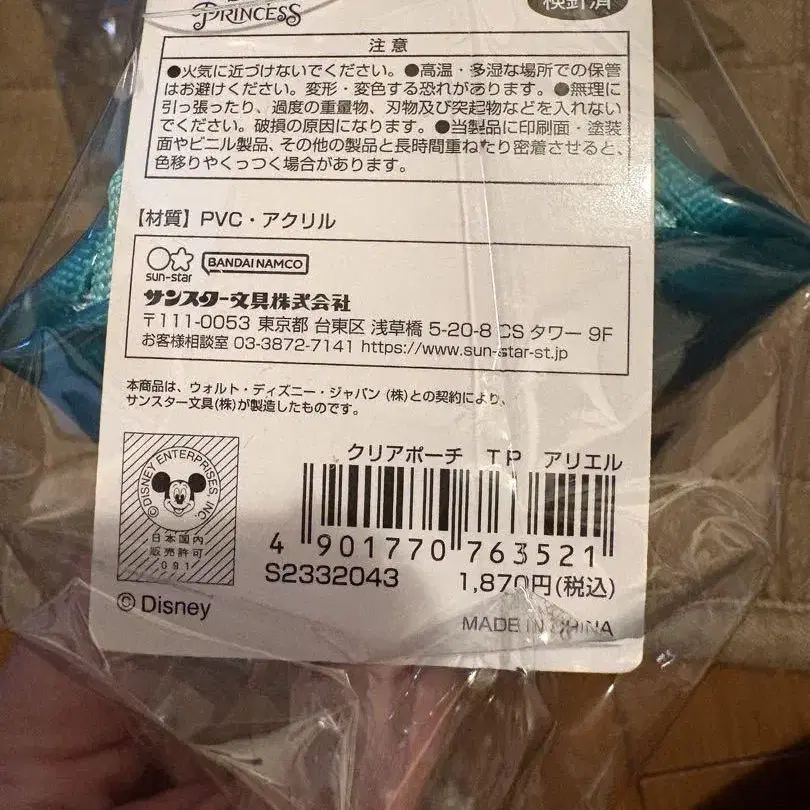 PRINCESS
検針済
注意
●火気に近づけないでください。●高温・多湿な場所での保管
はお避けください。変形・変色する恐れがあります。●無理に
引っ張ったり、過度の重量物、刃物及び突起物などを入れない
でください。破損の原因になります。●当製品に印刷面・塗装
面やビニル製品、その他の製品と長時間重ねたり密着させると、
色移りやくっつく場合があります。
【材質】PVC・アクリル
sun-star
BANDAI NAMCO
サンスター文具株式会社
〒111-0053 東京都 台東区 浅草橋 5-20-8 CS タワー 9F
お客様相談室 03-3872-7141 https://www.sun-star-st.jp
本商品は、ウォルト・ディズニー・ジャパン (株)との契約により、
サンスター文具(株)が製造したものです。
©DISNEY ENTERPRISES, INC.
日本国内
販売許可
091
© Disney
クリアポーチ TP アリエル
4 901770 763521
S2332043 1,870円(税込)
MADE IN CHINA